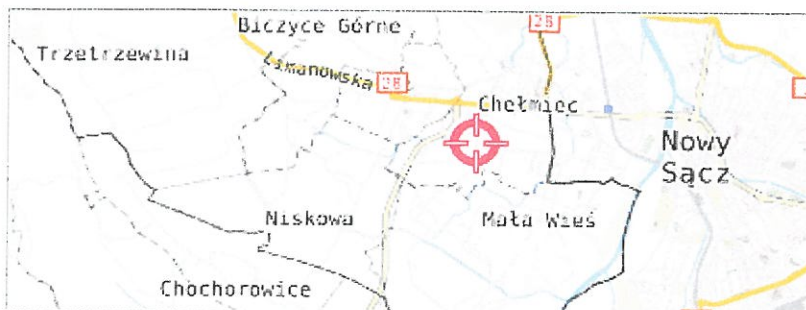 Biczyce Górne
28
Trzetrzewina
Limanowska
28
Chełmiec
Nowy
Sącz
Niskowa
Mała Wieś
Chochorowice